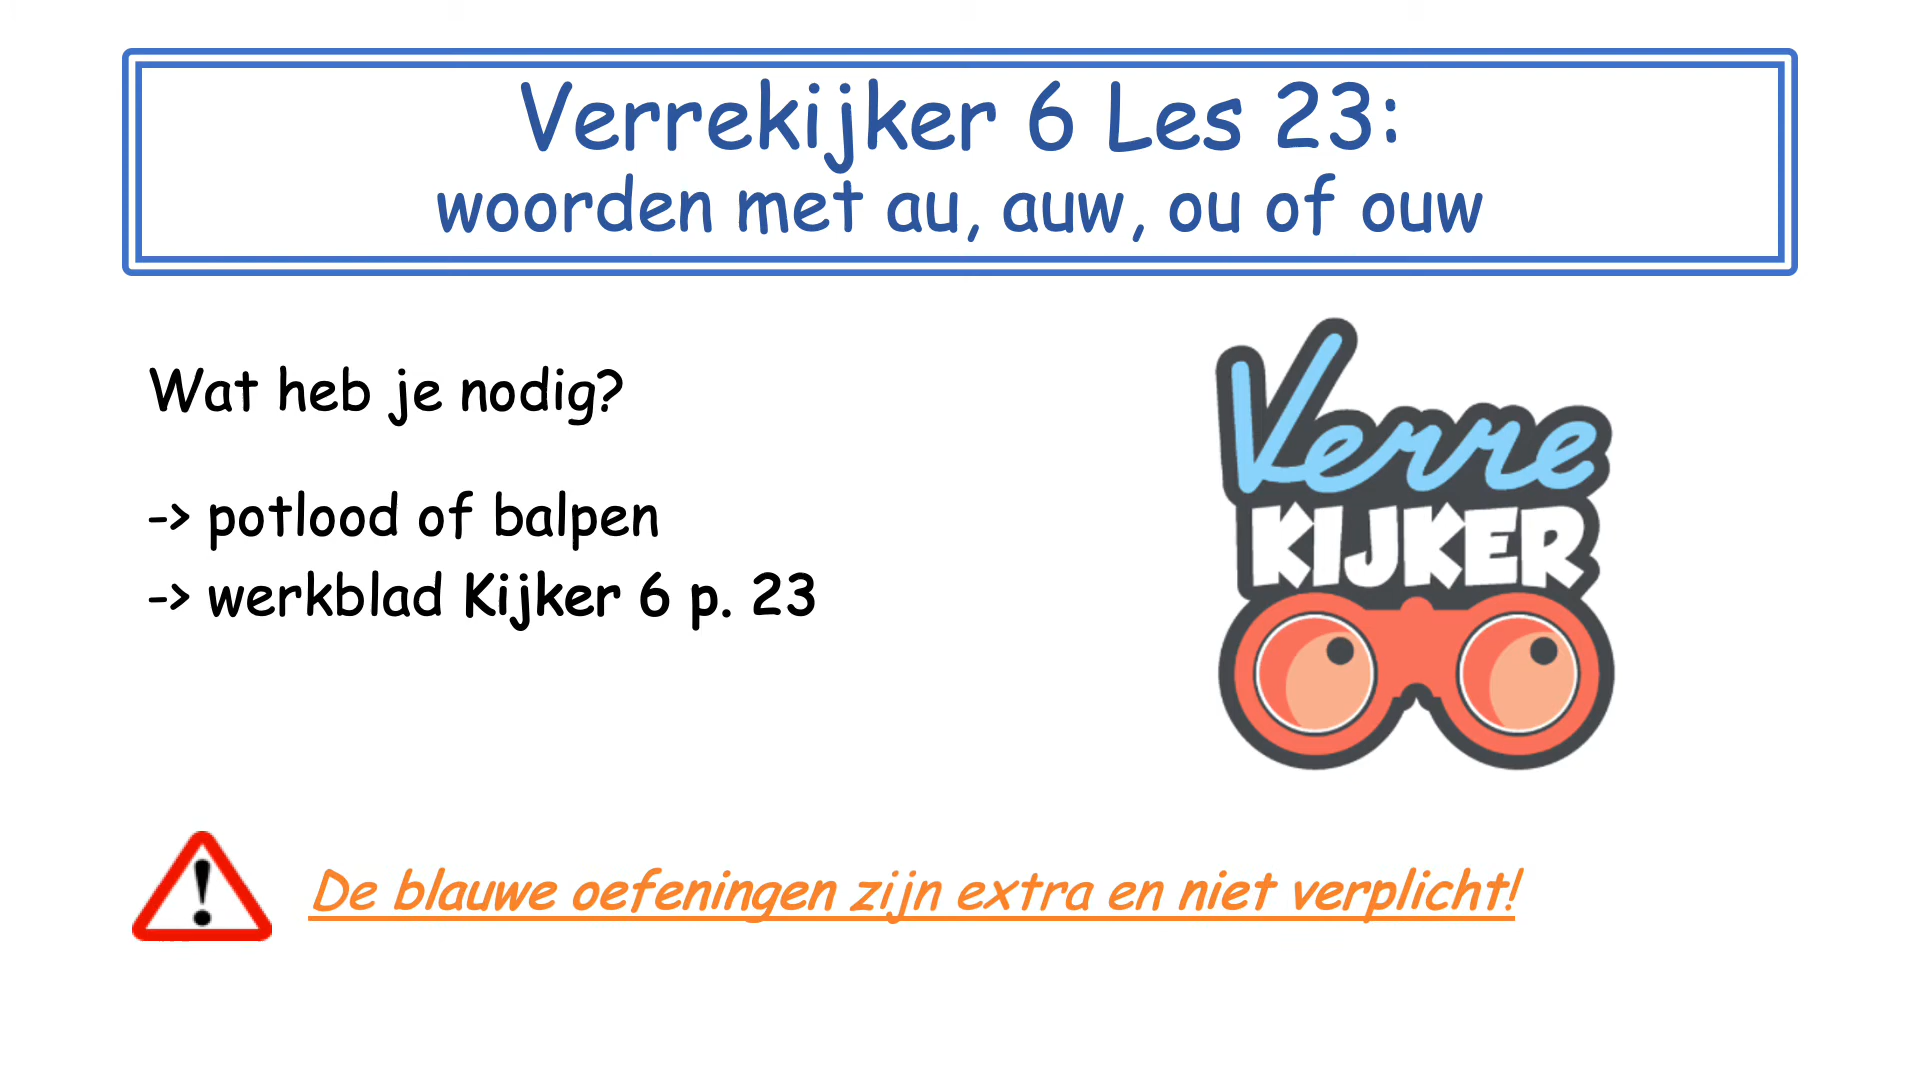 Verrekijker 6 Les 23:
woorden met au, auw, ou of ouw
Wat heb je nodig?
-> potlood of balpen
-> werkblad Kijker 6 p. 23
Verre
KIJKER
De blauwe oefeningen zijn extra en niet verplicht!